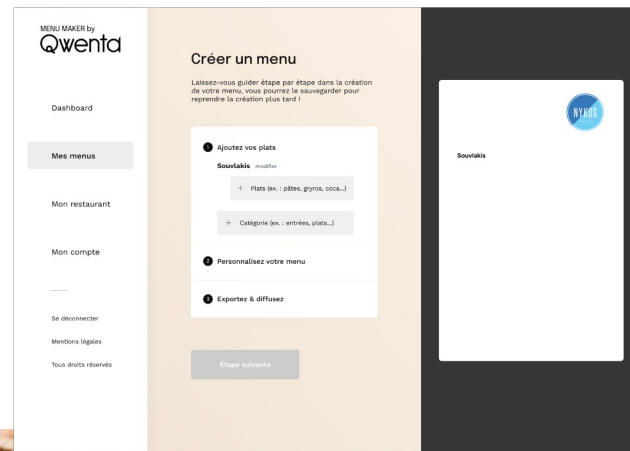 MENU MAKER by
Qwenta
Dashboard
Mes menus
Mon restaurant
Mon compte
Se déconnecter
Mentions légales
Tous droits réservés
Créer un menu
Laissez-vous guider étape par étape dans la création
de votre menu, vous pourrez le sauvegarder pour
reprendre la création plus tard !
1 Ajoutez vos plats
Souvlakis modifier
+ Plats (ex. : pâtes, gryros, coca...)
+ Catégorie (ex. : entrées, plats...)
2 Personnalisez votre menu
3 Exportez & diffusez
Étape suivante
NYKOS
Souvlakis